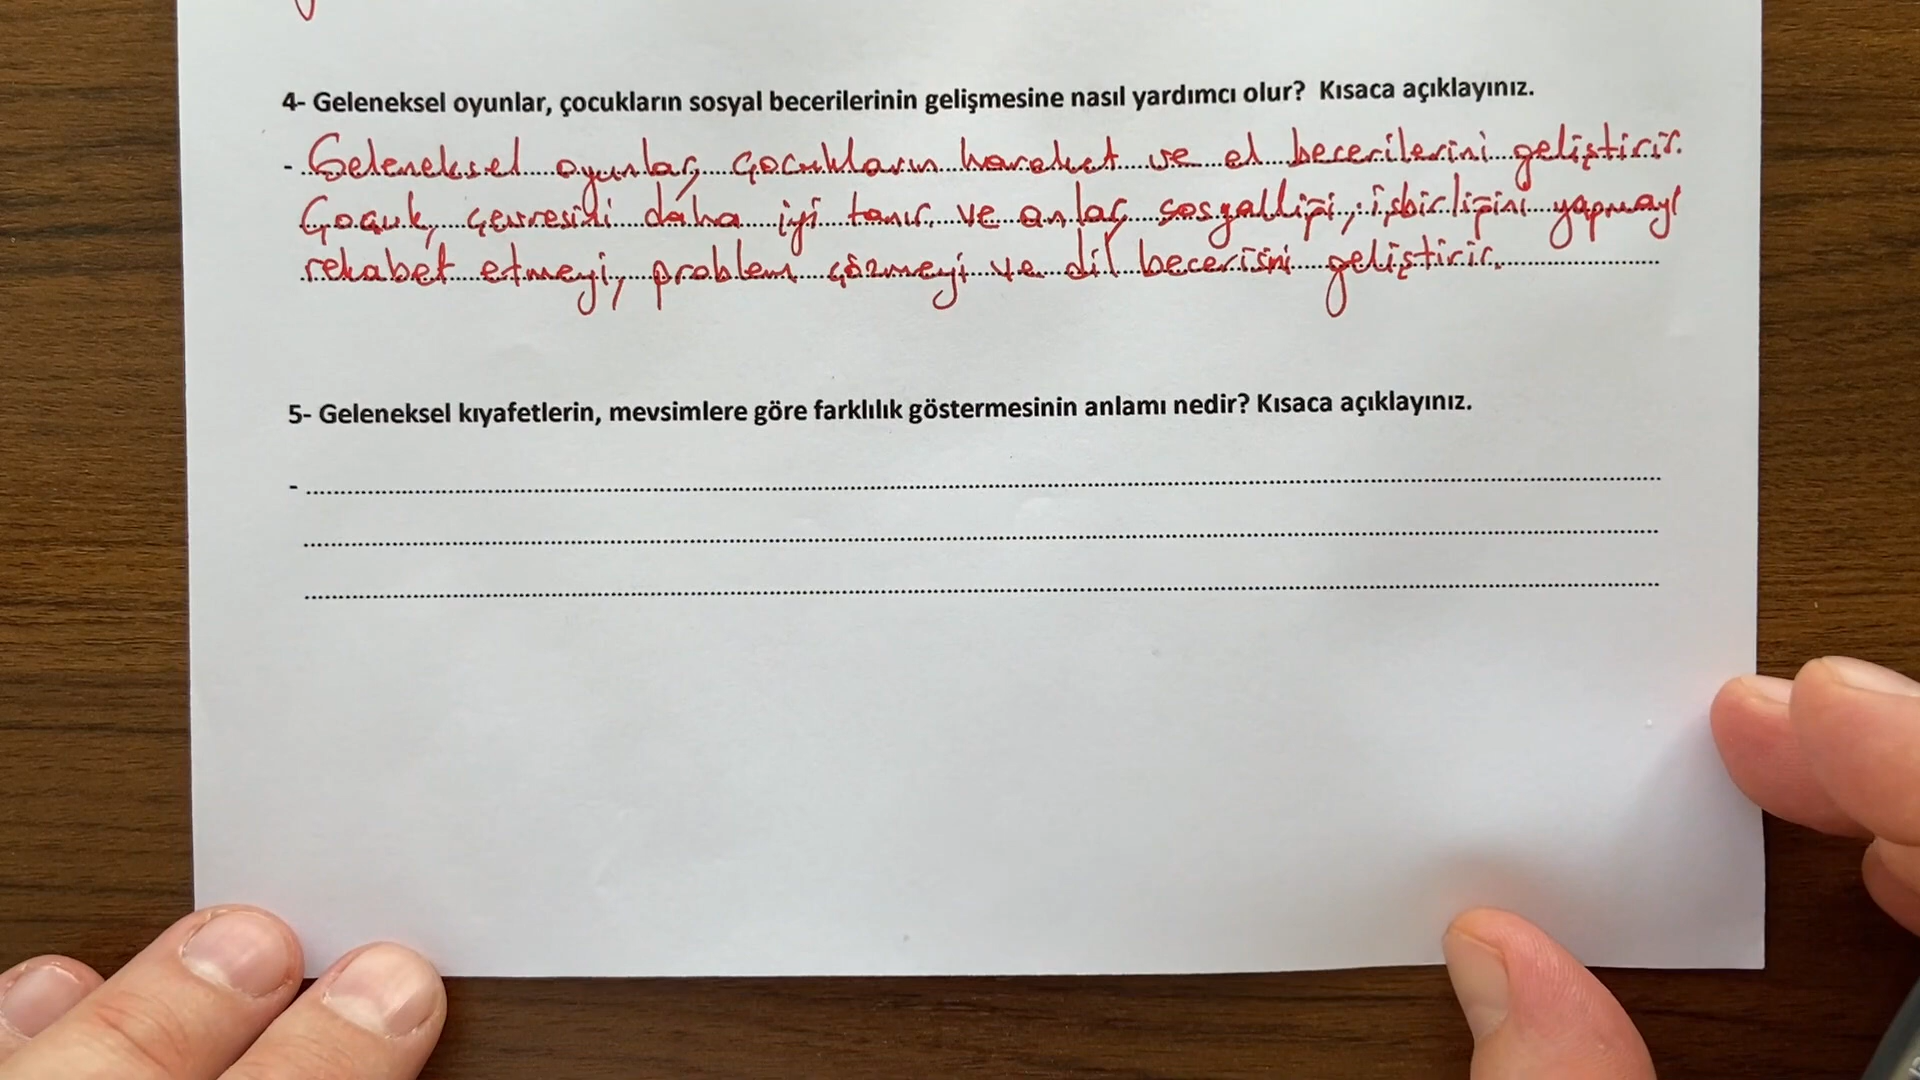 4- Geleneksel oyunlar, çocukların sosyal becerilerinin gelişmesine nasıl yardımcı olur? Kısaca açıklayınız.
- Geleneksel oyunlar, çocukların hareket ve el becerilerini geliştirir.
Çocuk, çevresini daha iyi tanır ve anlar, sosyalliği, işbirliğini yapmayı
rekabet etmeyi, problem çözmeyi ve dil becerisini geliştirir.
5- Geleneksel kıyafetlerin, mevsimlere göre farklılık göstermesinin anlamı nedir? Kısaca açıklayınız.
-